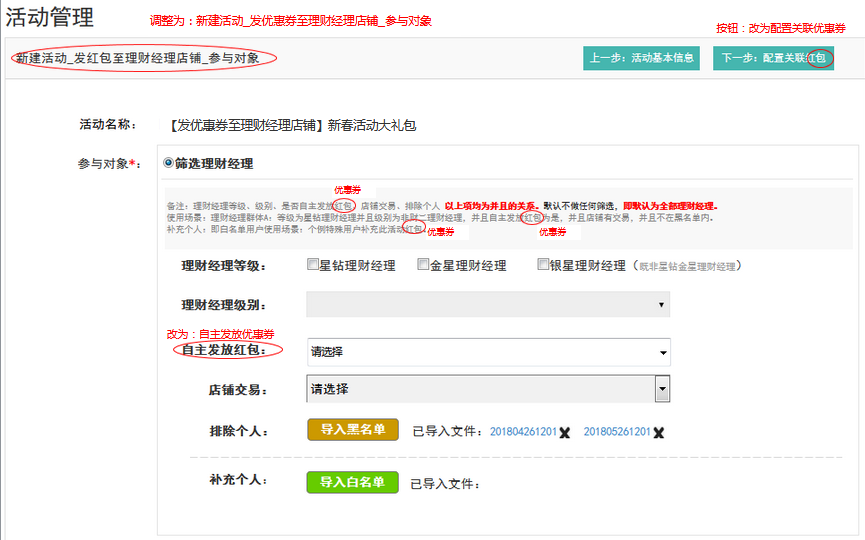 活动管理
调整为：新建活动_发优惠券至理财经理店铺_参与对象
按钮：改为配置关联优惠券
新建活动_发红包至理财经理店铺_参与对象
上一步：活动基本信息
下一步：配置关联红包
活动名称：
【发优惠券至理财经理店铺】新春活动大礼包
参与对象*：
筛选理财经理
优惠券
备注：理财经理等级、级别、是否自主发放红包、店铺交易、排除个人 以上项均为并且的关系。默认不做任何筛选，即默认为全部理财经理。
使用场景：理财经理群体A：等级为星钻理财经理并且级别为非财二理财经理，并且自主发放红包为是，并且店铺有交易，并且不在黑名单内。
补充个人：即白名单用户使用场景：个例特殊用户补充此活动红包。
优惠券
优惠券
理财经理等级：
星钻理财经理
金星理财经理
银星理财经理（既非星钻金星理财经理）
理财经理级别：
改为：自主发放优惠券
自主发放红包：
请选择
店铺交易：
请选择
排除个人：
导入黑名单
已导入文件：
201804261201
201805261201
补充个人：
导入白名单
已导入文件：